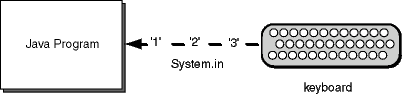 Java Program
'1' '2' '3'
System.in
keyboard